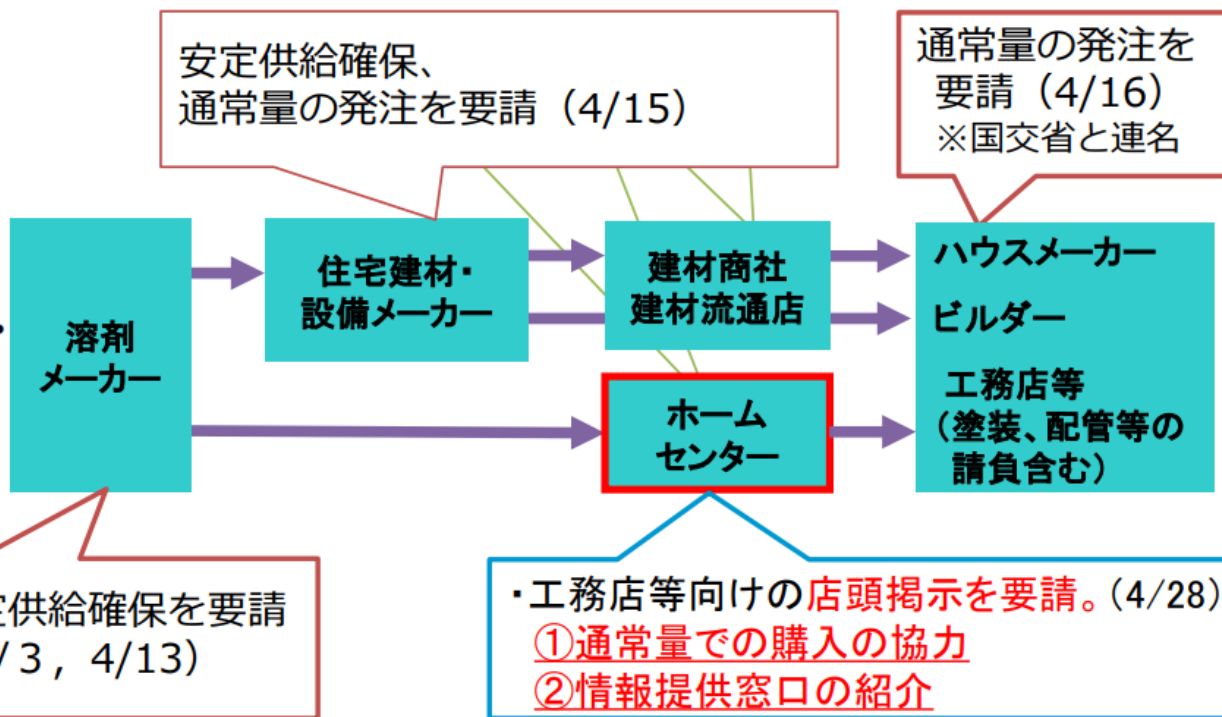 安定供給確保、
通常量の発注を要請（4/15）
通常量の発注を
要請（4/16）
※国交省と連名
溶剤
メーカー
住宅建材・
設備メーカー
建材商社
建材流通店
ホーム
センター
ハウスメーカー
ビルダー
工務店等
（塗装、配管等の
請負含む）
供給確保を要請
/３，4/13）
・工務店等向けの店頭掲示を要請。（4/28）
①通常量での購入の協力
②情報提供窓口の紹介